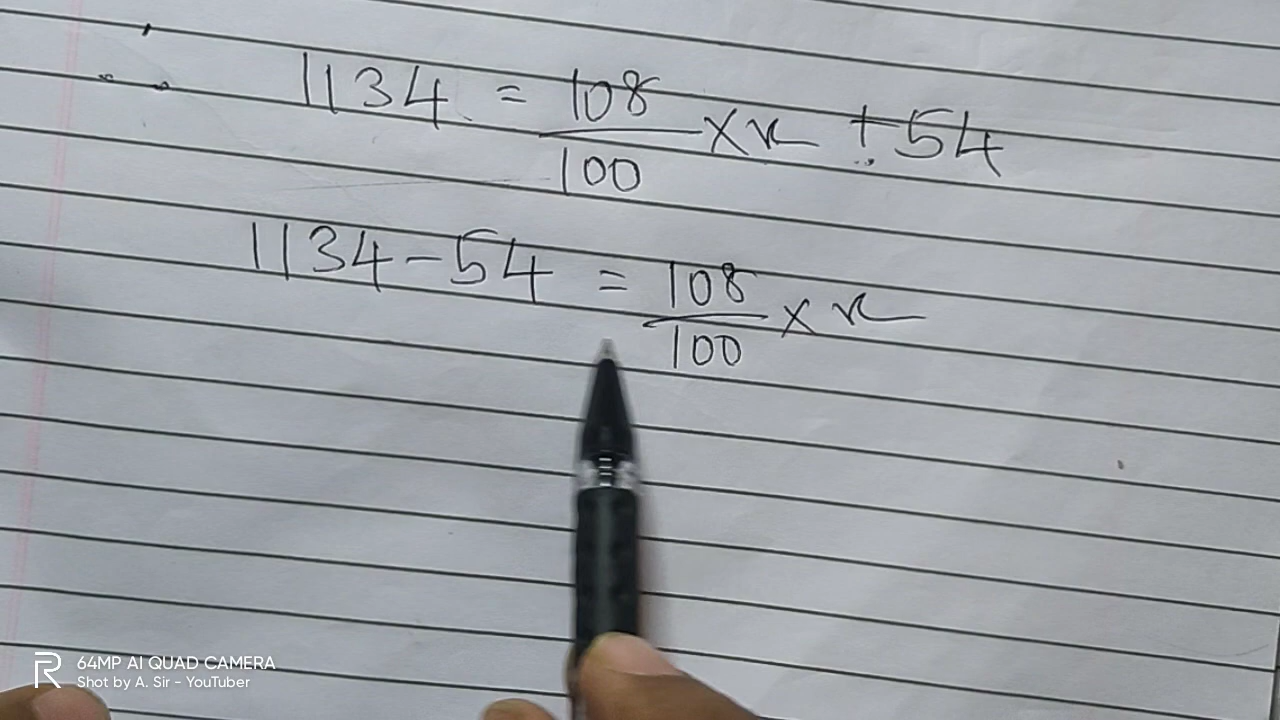 ∴ 1134 = 108/100 × x + 54
1134 - 54 = 108/100 × x
64MP AI QUAD CAMERA
Shot by A. Sir - YouTuber